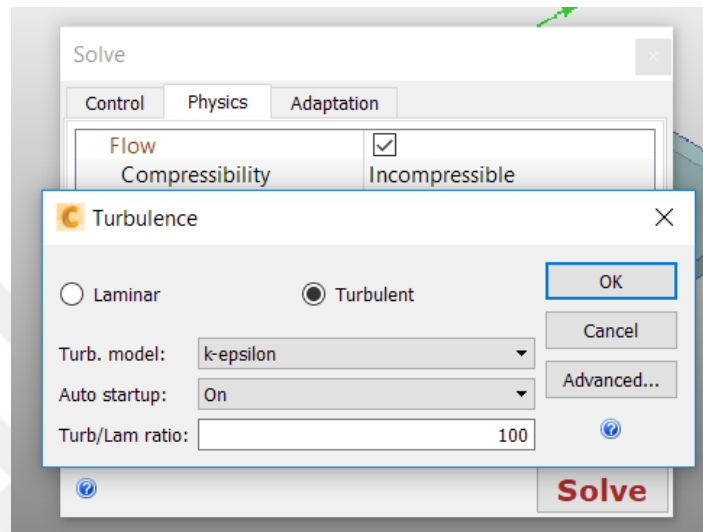 Solve
Control Physics Adaptation
Flow
Compressibility Incompressible
C Turbulence
Laminar Turbulent OK
Cancel
Turb. model: k-epsilon
Auto startup: On Advanced...
Turb/Lam ratio: 100
Solve